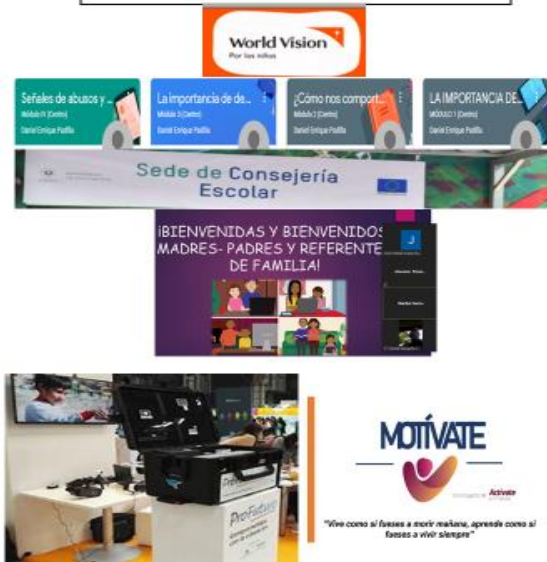 World Vision
Por los niños
Señales de abusos y ...
Módulo IV (Centro)
Daniel Enrique Padilla
La importancia de de...
Módulo 3 (Centro)
Daniel Enrique Padilla
¿Cómo nos comport...
Módulo 2 (Centro)
Daniel Enrique Padilla
LA IMPORTANCIA DE...
MÓDULO 1 (Centro)
Daniel Enrique Padilla
Sede de Consejería
Escolar
¡BIENVENIDAS Y BIENVENIDOS
MADRES- PADRES Y REFERENTE
DE FAMILIA!
J
ProFuturo
MOTÍVATE
Actívate
"Vive como si fueses a morir mañana, aprende como si
fueses a vivir siempre"